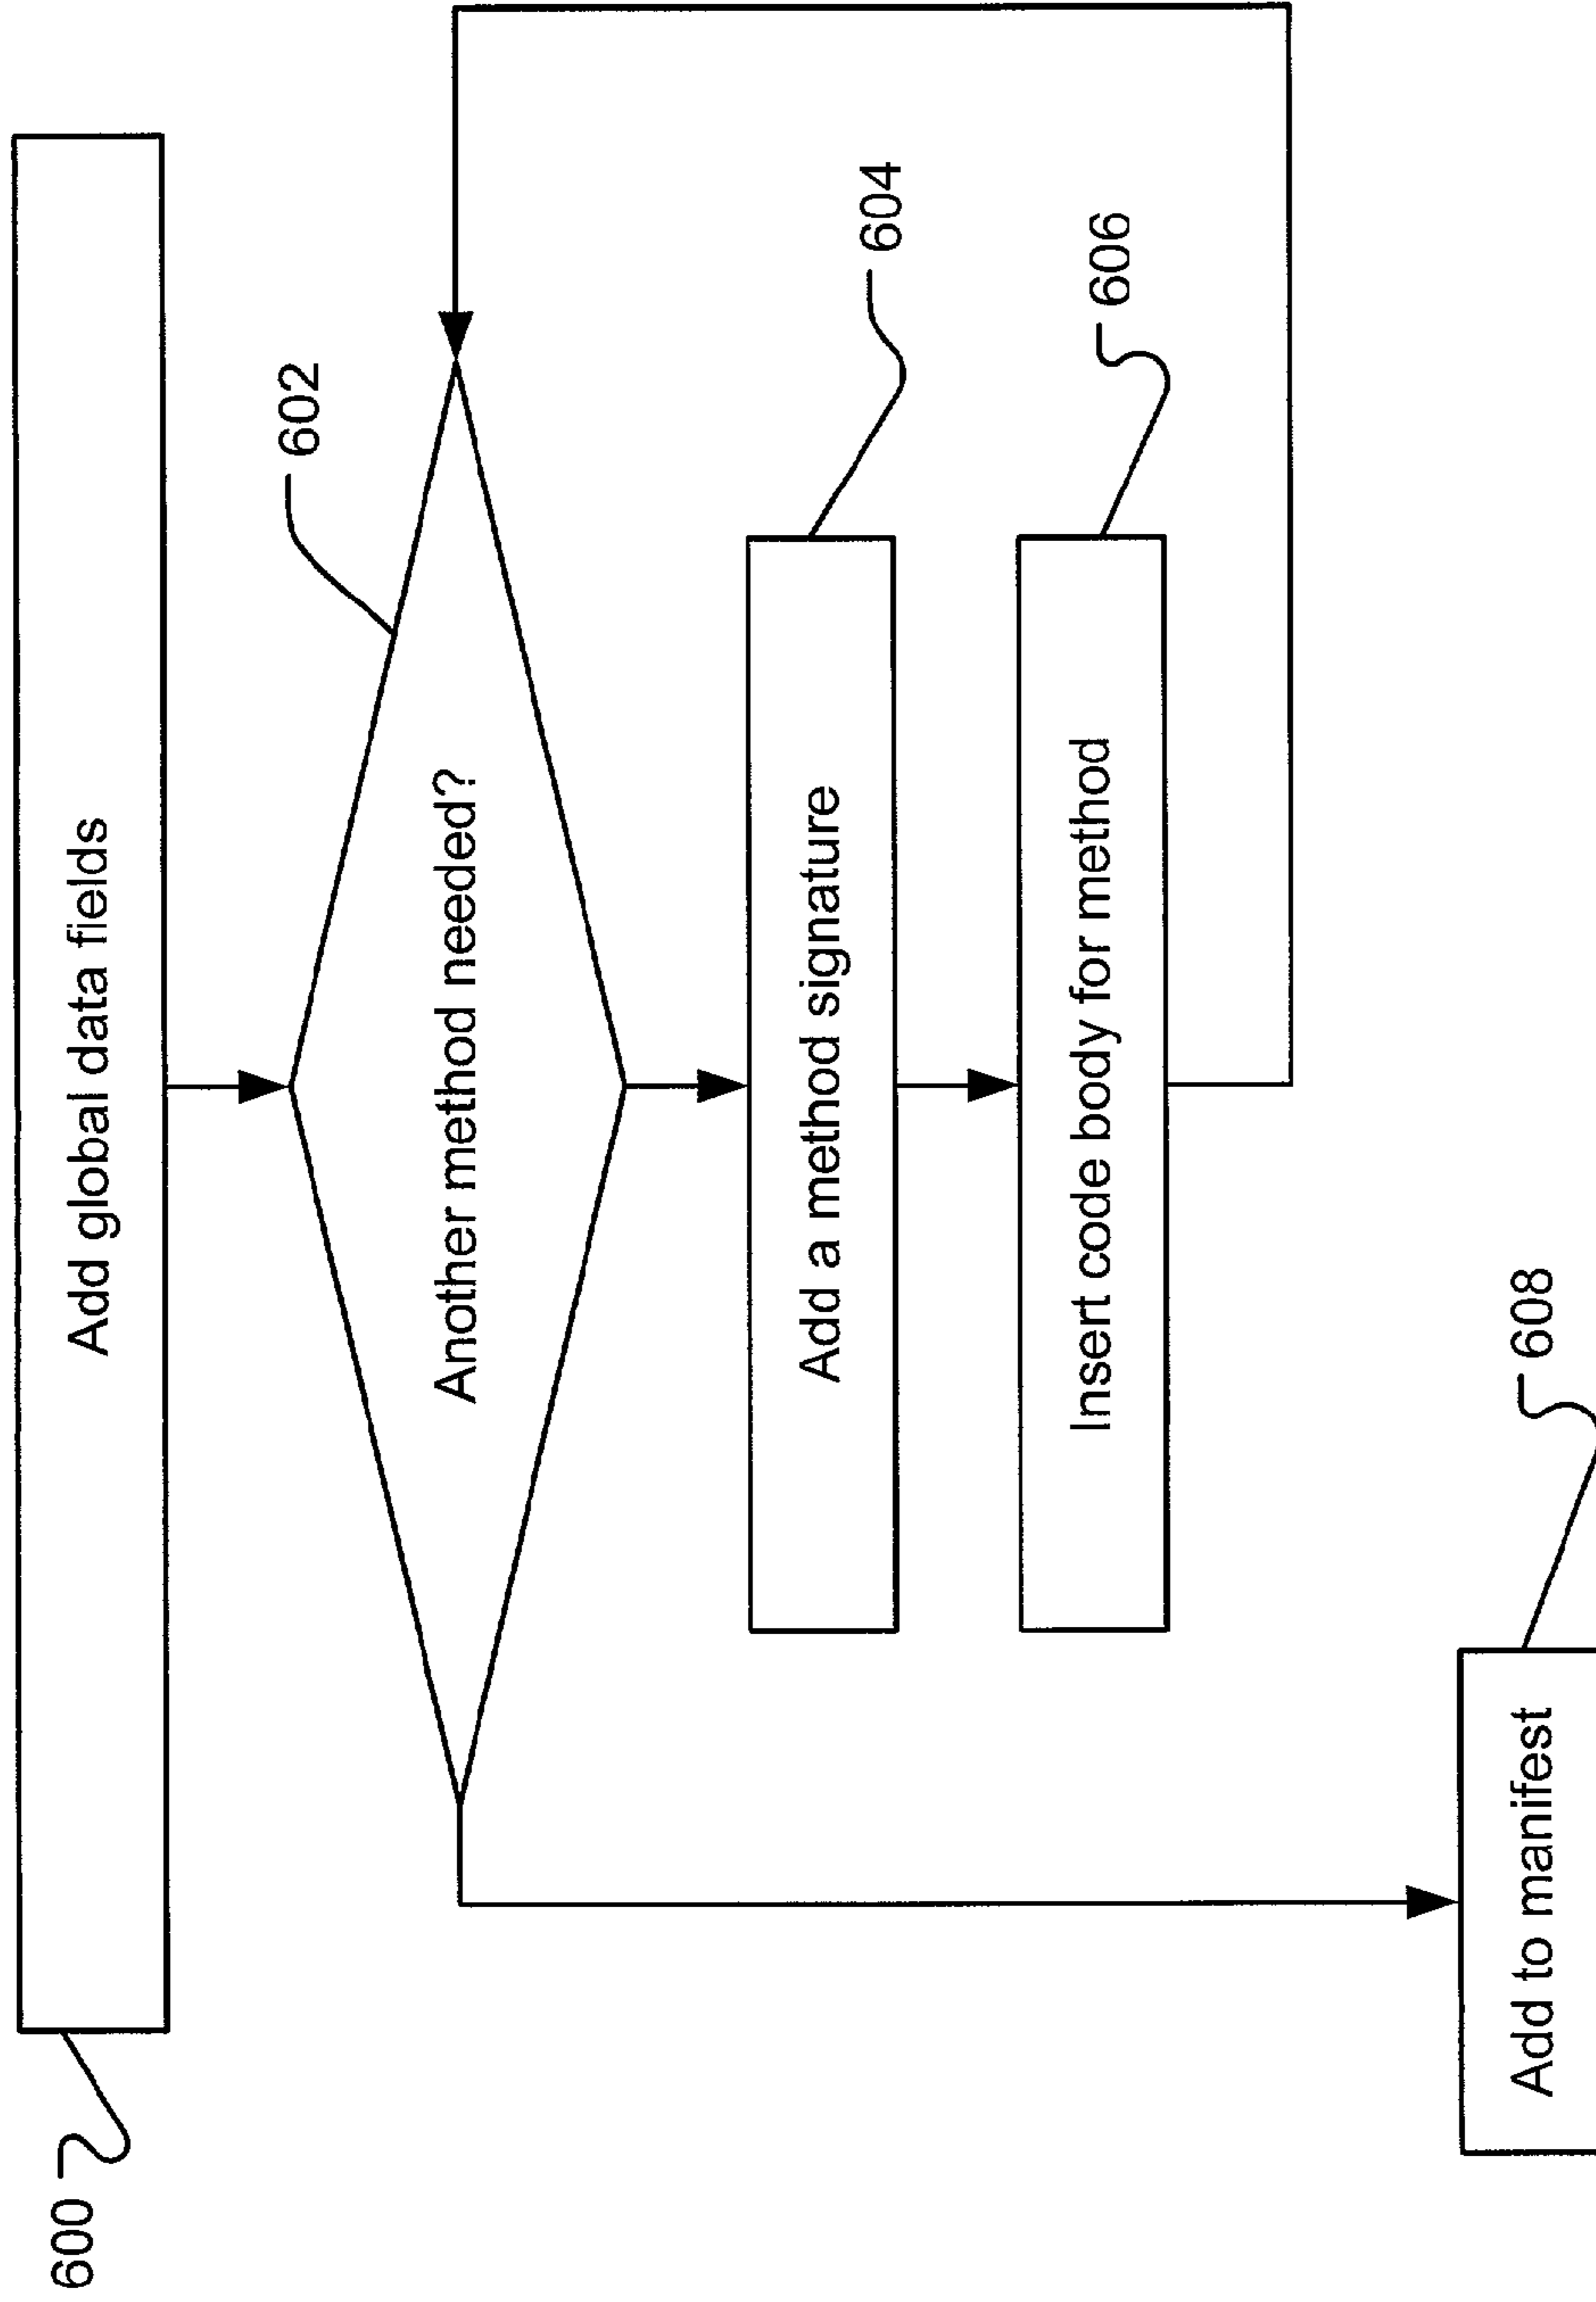 600
Add global data fields
602
Another method needed?
604
Add a method signature
606
Insert code body for method
608
Add to manifest